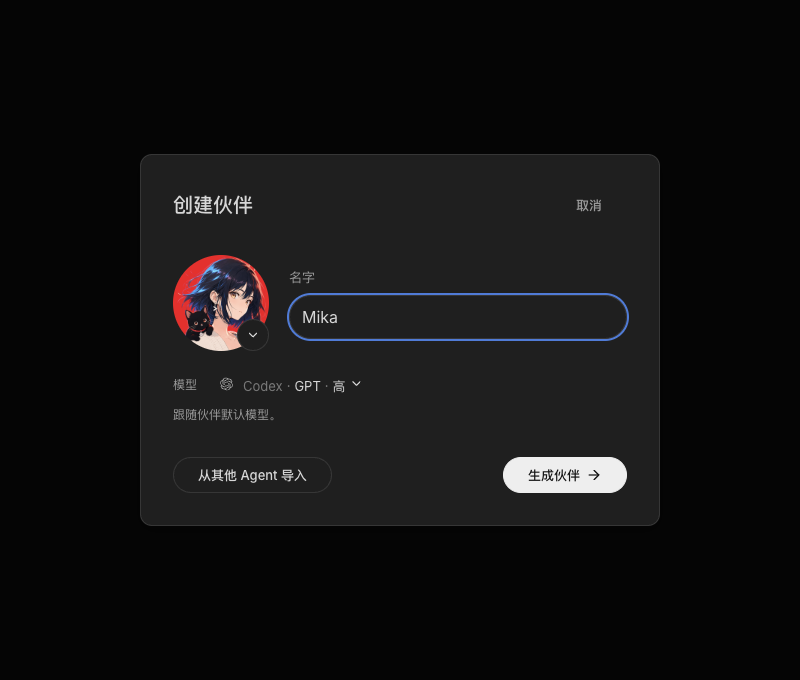 创建伙伴
取消
名字
Mika
模型 Codex · GPT · 高
跟随伙伴默认模型。
从其他 Agent 导入
生成伙伴 →